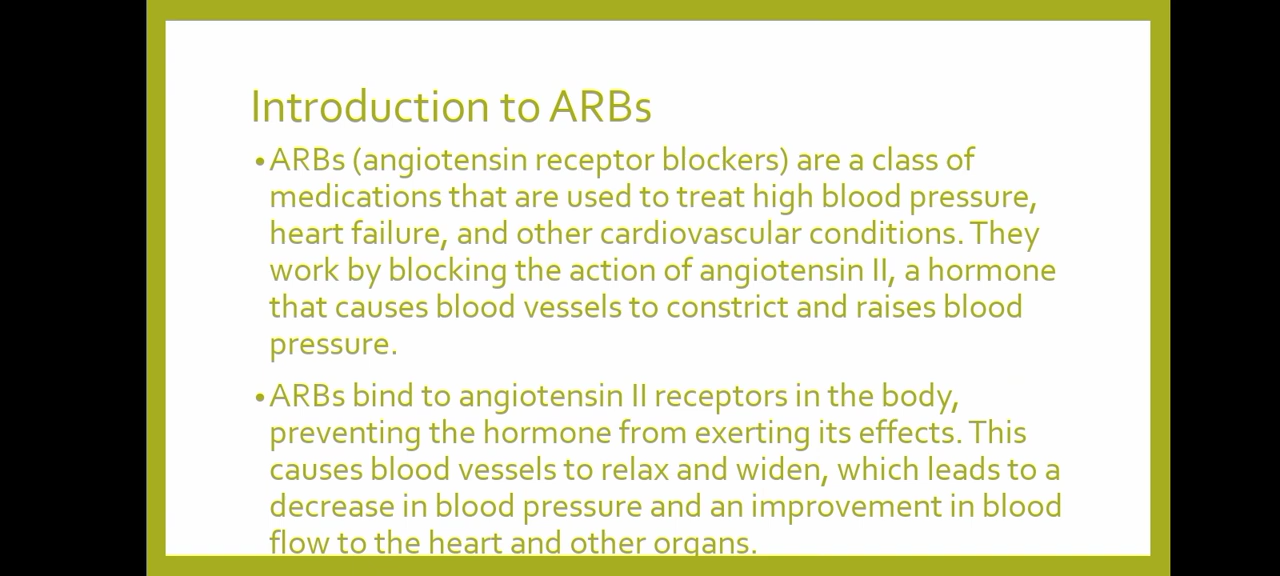 Introduction to ARBs
•ARBs (angiotensin receptor blockers) are a class of
medications that are used to treat high blood pressure,
heart failure, and other cardiovascular conditions. They
work by blocking the action of angiotensin II, a hormone
that causes blood vessels to constrict and raises blood
pressure.
•ARBs bind to angiotensin II receptors in the body,
preventing the hormone from exerting its effects. This
causes blood vessels to relax and widen, which leads to a
decrease in blood pressure and an improvement in blood
flow to the heart and other organs.